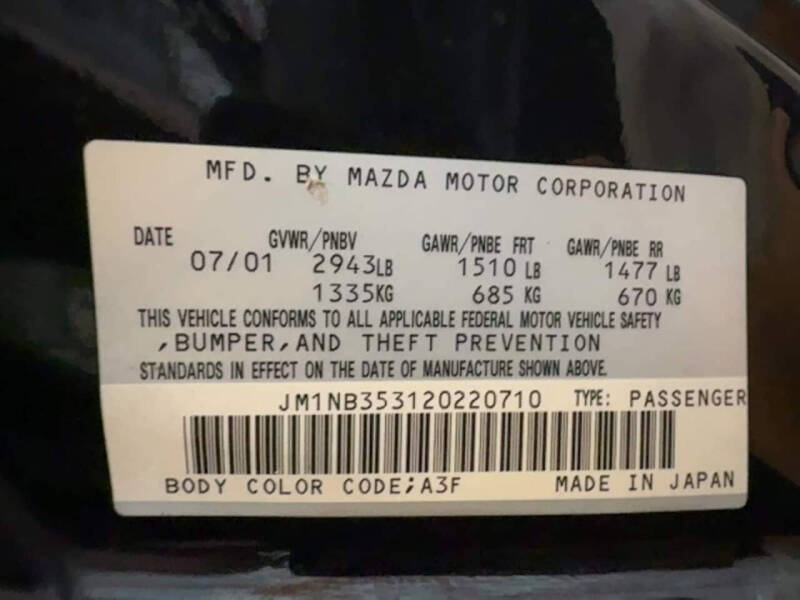 MFD. BY MAZDA MOTOR CORPORATION
DATE GVWR/PNBV GAWR/PNBE FRT GAWR/PNBE RR
07/01 2943LB 1510 LB 1477 LB
1335KG 685 KG 670 KG
THIS VEHICLE CONFORMS TO ALL APPLICABLE FEDERAL MOTOR VEHICLE SAFETY
,BUMPER,AND THEFT PREVENTION
STANDARDS IN EFFECT ON THE DATE OF MANUFACTURE SHOWN ABOVE.
JM1NB353120220710 TYPE: PASSENGER
BODY COLOR CODE;A3F MADE IN JAPAN